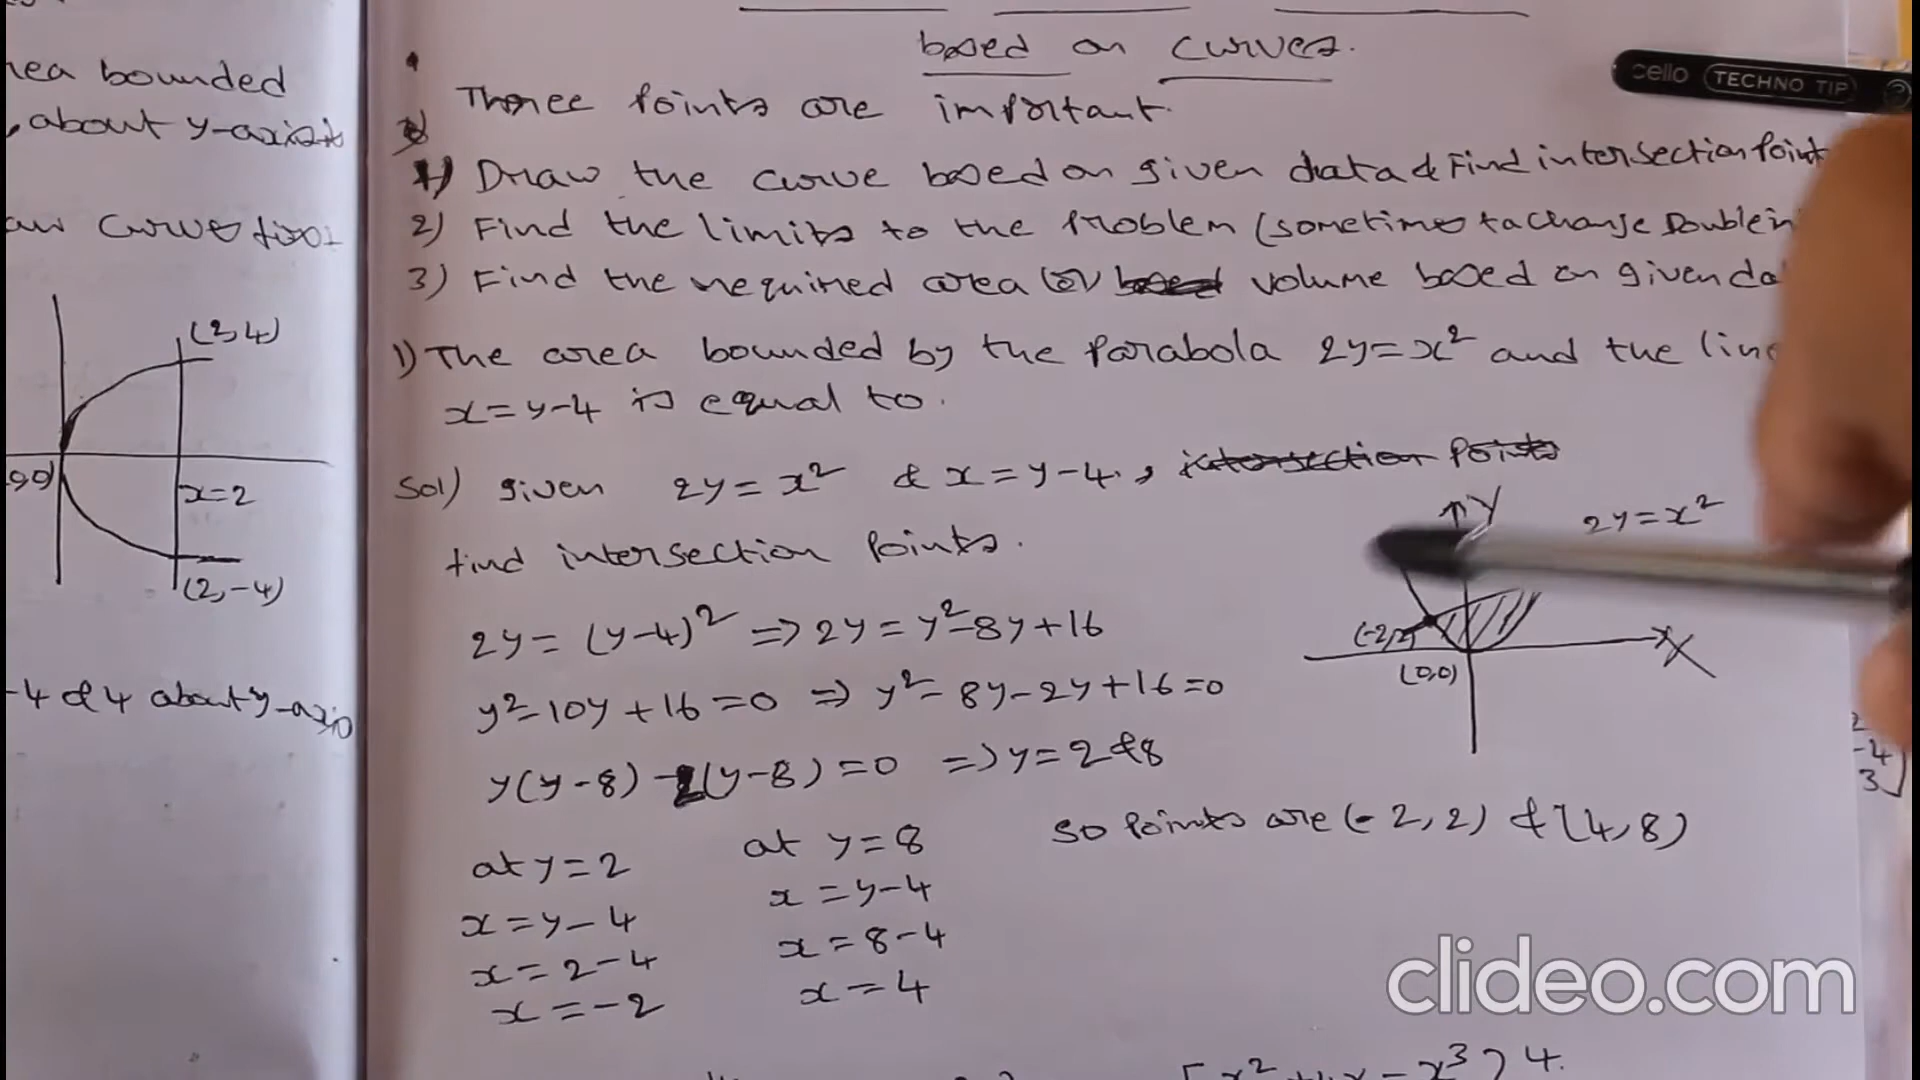 based on curves.
Three points are important.
1) Draw the curve based on given data & Find intersection Point
2) Find the limits to the Problem (sometimes to change Double in
3) Find the required area (or) volume based on given da
1) The area bounded by the Parabola 2y=x² and the line
x=y-4 is equal to.
Sol) given 2y=x² & x=y-4,
find intersection Points.
2y=(y-4)² => 2y=y²-8y+16
y²-10y+16=0 => y²-8y-2y+16=0
y(y-8)-2(y-8)=0 => y=2&8
at y=2
x=y-4
x=2-4
x=-2
at y=8
x=y-4
x=8-4
x=4
so points are (-2,2) & (4,8)
Y
2y=x²
(-2,2)
(0,0)
X
rea bounded
about y-axis
curves first
(2,4)
x=2
(2,-4)
-4 & 4 about y-axis
cello TECHNO TIP
clideo.com